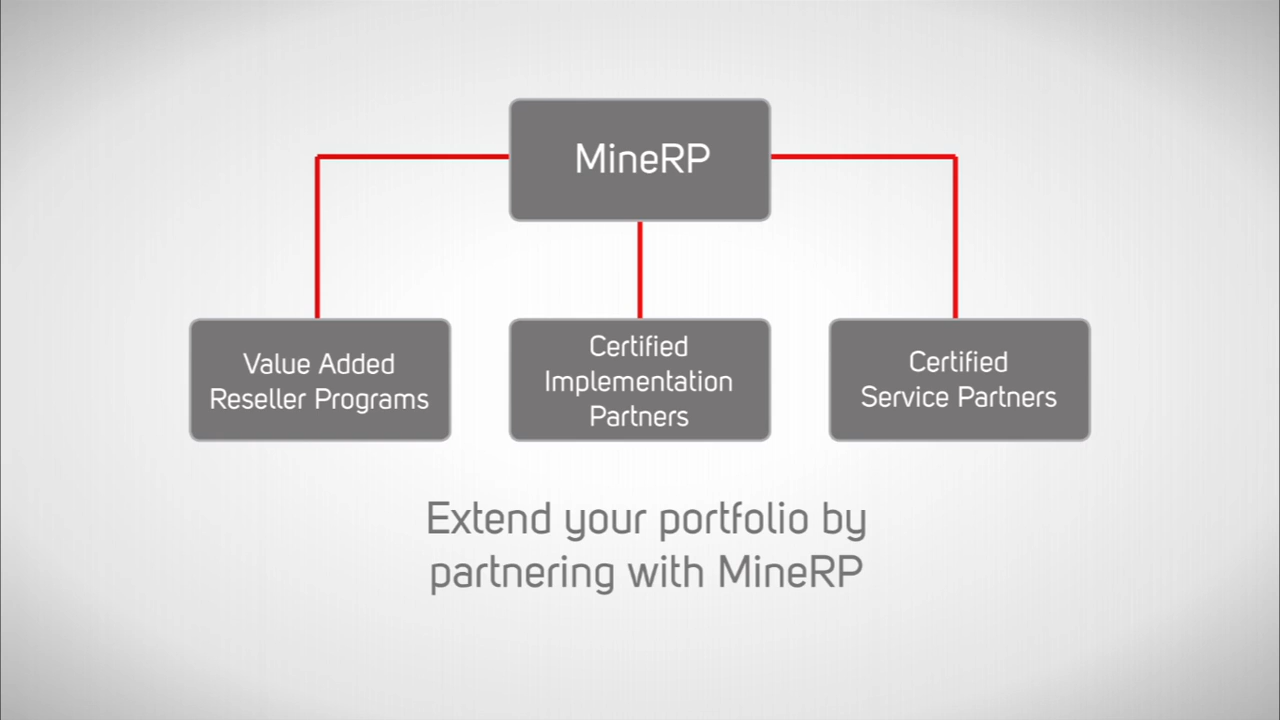 MineRP
Value Added
Reseller Programs
Certified
Implementation
Partners
Certified
Service Partners
Extend your portfolio by
partnering with MineRP